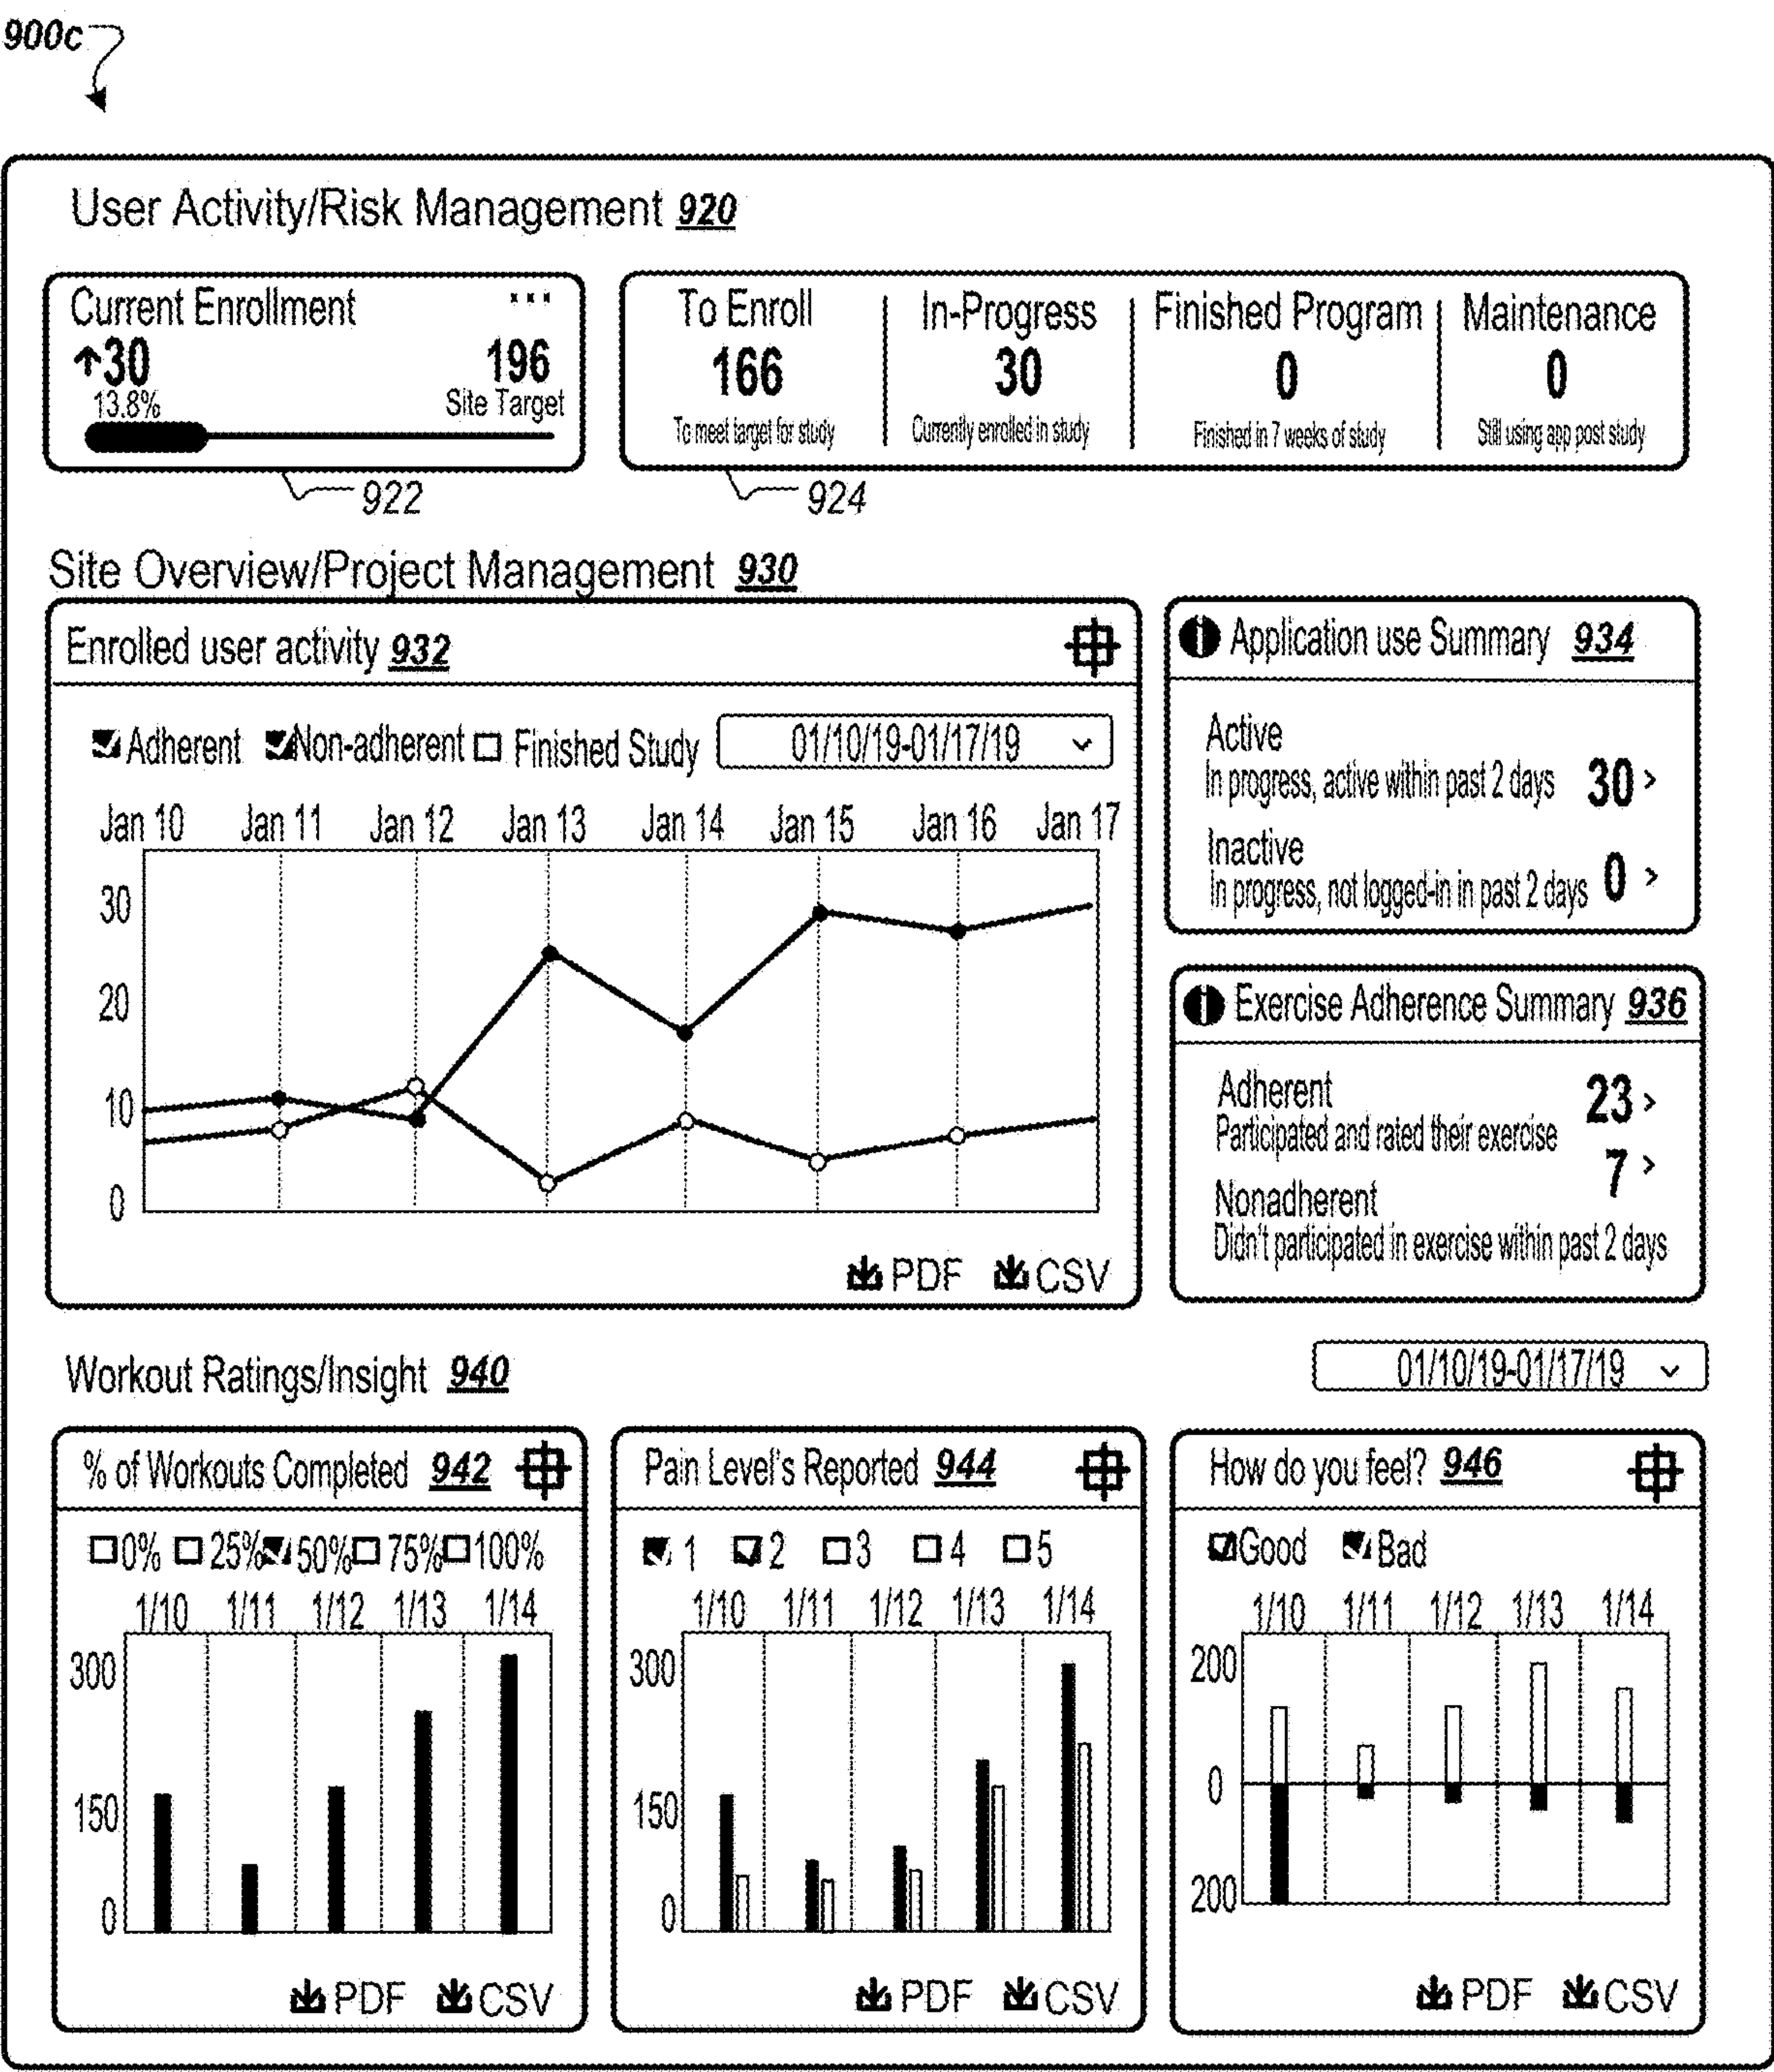 900c
User Activity/Risk Management 920
Current Enrollment ...
↑30 196
13.8% Site Target
To Enroll In-Progress Finished Program Maintenance
166 30 0 0
To meet target for study Currently enrolled in study Finished in 7 weeks of study Still using app post study
922 924
Site Overview/Project Management 930
Enrolled user activity 932
Adherent Non-adherent Finished Study 01/10/19-01/17/19
Jan 10 Jan 11 Jan 12 Jan 13 Jan 14 Jan 15 Jan 16 Jan 17
30
20
10
0
PDF CSV
Application use Summary 934
Active
In progress, active within past 2 days 30 >
Inactive
In progress, not logged-in in past 2 days 0 >
Exercise Adherence Summary 936
Adherent 23 >
Participated and rated their exercise
7 >
Nonadherent
Didn't participated in exercise within past 2 days
Workout Ratings/Insight 940 01/10/19-01/17/19
% of Workouts Completed 942
0% 25% 50% 75% 100%
1/10 1/11 1/12 1/13 1/14
300
150
0
PDF CSV
Pain Level's Reported 944
1 2 3 4 5
1/10 1/11 1/12 1/13 1/14
300
150
0
PDF CSV
How do you feel? 946
Good Bad
1/10 1/11 1/12 1/13 1/14
200
0
200
PDF CSV